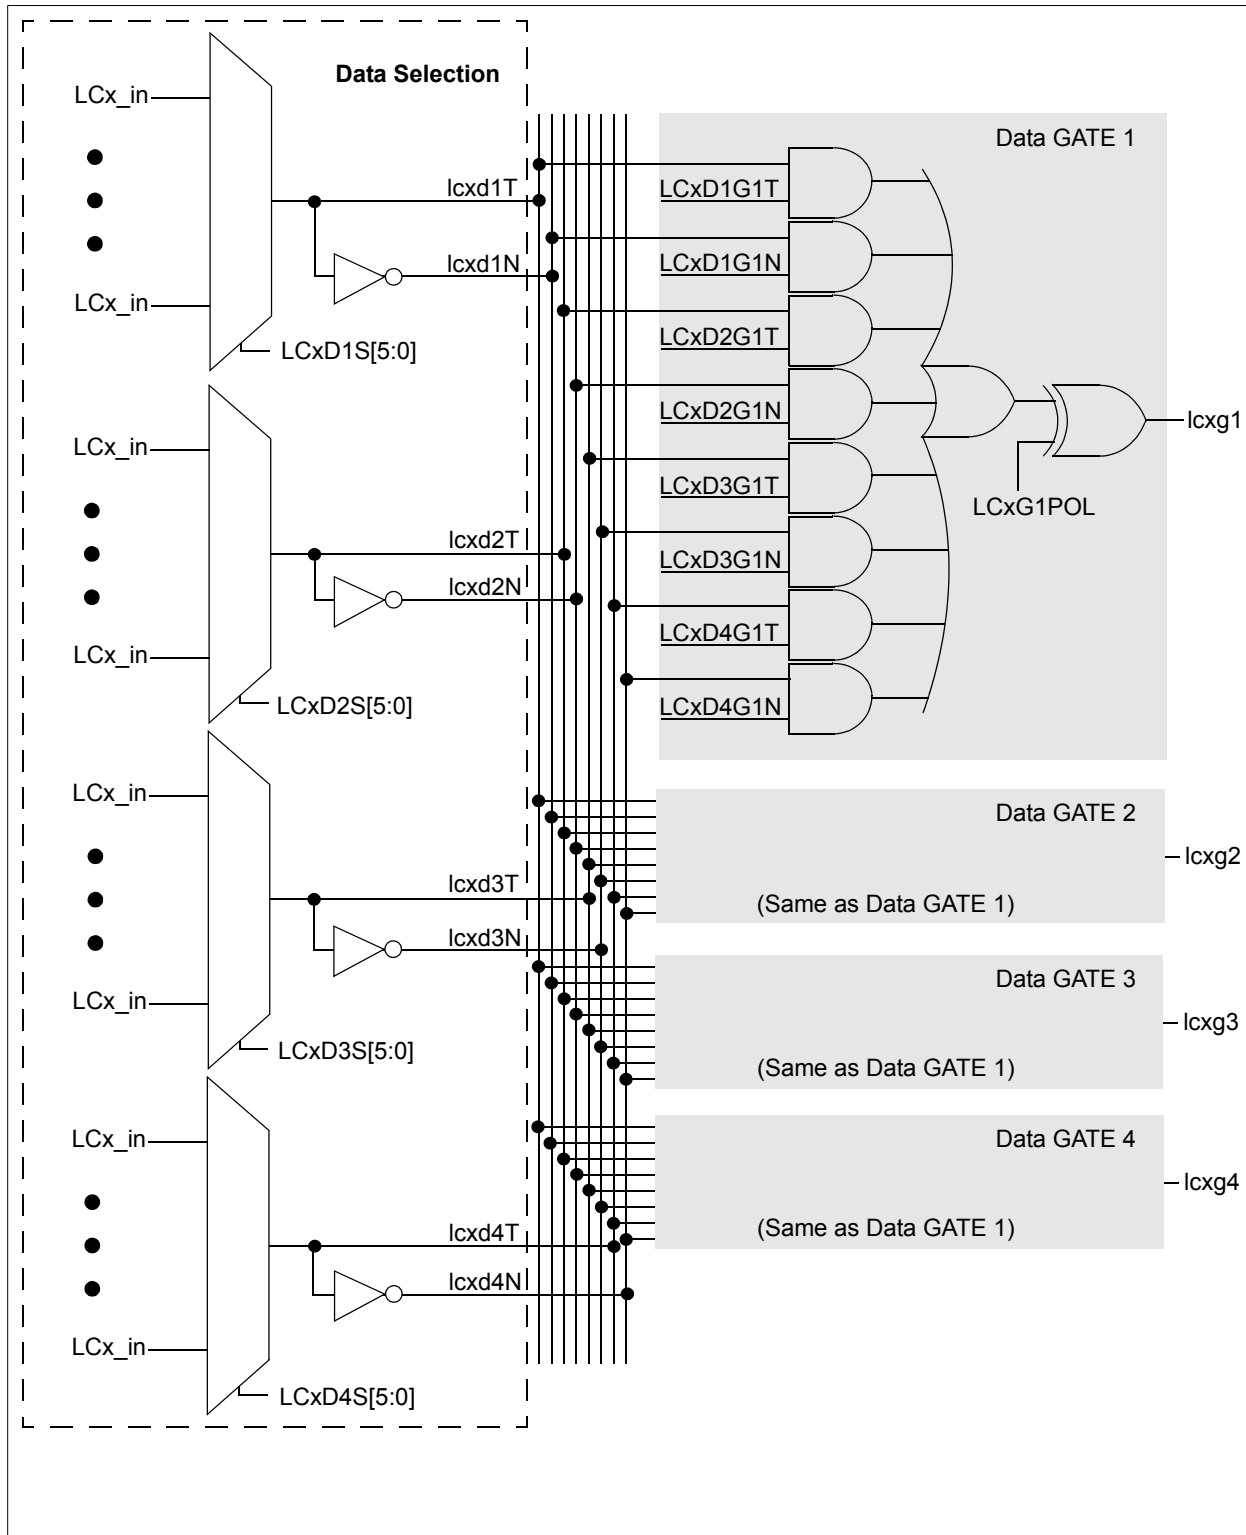 Data Selection
LCx_in
LCx_in
lcxd1T
lcxd1N
LCxD1S[5:0]
LCx_in
LCx_in
lcxd2T
lcxd2N
LCxD2S[5:0]
LCx_in
LCx_in
lcxd3T
lcxd3N
LCxD3S[5:0]
LCx_in
LCx_in
lcxd4T
lcxd4N
LCxD4S[5:0]
Data GATE 1
LCxD1G1T
LCxD1G1N
LCxD2G1T
LCxD2G1N
LCxD3G1T
LCxD3G1N
LCxD4G1T
LCxD4G1N
LCxG1POL
lcxg1
Data GATE 2
(Same as Data GATE 1)
lcxg2
Data GATE 3
(Same as Data GATE 1)
lcxg3
Data GATE 4
(Same as Data GATE 1)
lcxg4